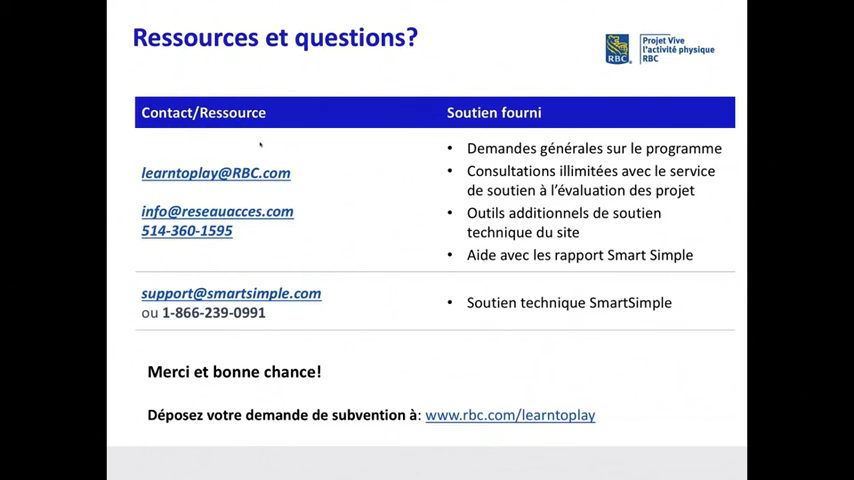 Ressources et questions?
RBC
Projet Vive
l'activité physique
RBC
Contact/Ressource
Soutien fourni
learntoplay@RBC.com
info@reseauacces.com
514-360-1595
• Demandes générales sur le programme
• Consultations illimitées avec le service
de soutien à l'évaluation des projet
• Outils additionnels de soutien
technique du site
• Aide avec les rapport Smart Simple
support@smartsimple.com
ou 1-866-239-0991
• Soutien technique SmartSimple
Merci et bonne chance!
Déposez votre demande de subvention à: www.rbc.com/learntoplay